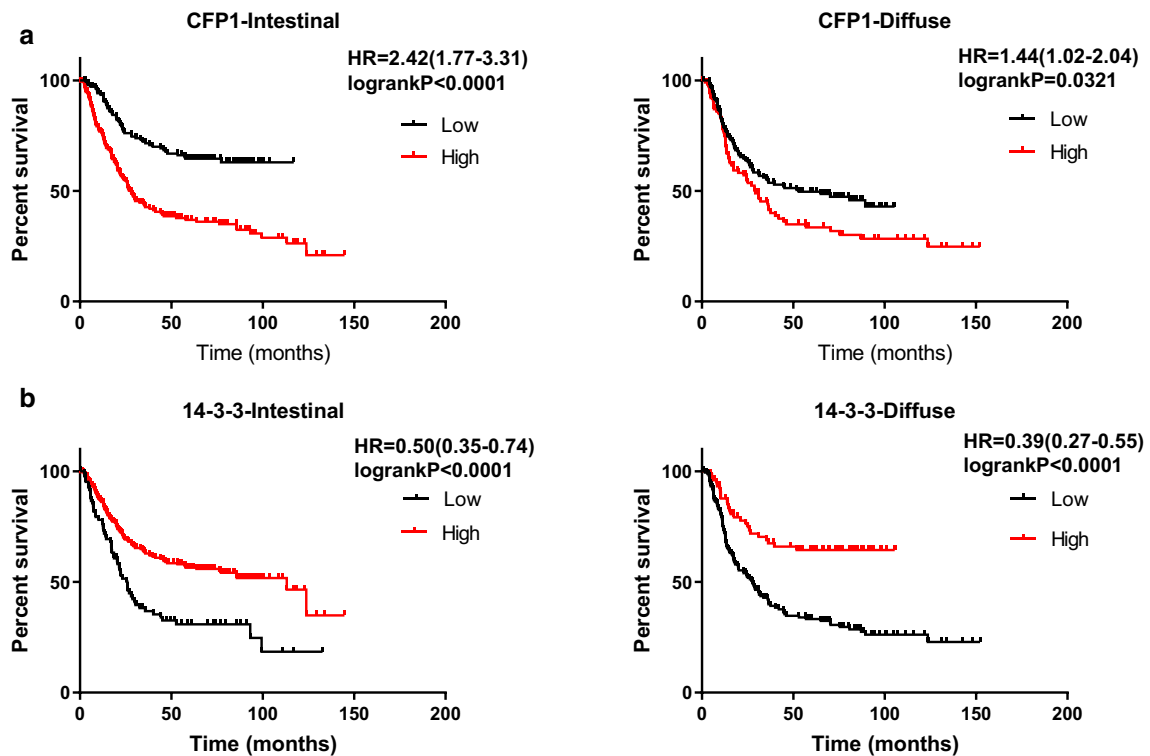 a
CFP1-Intestinal
HR=2.42(1.77-3.31)
logrankP<0.0001
Low
High
Percent survival
100
50
0
0 50 100 150 200
Time (months)
CFP1-Diffuse
HR=1.44(1.02-2.04)
logrankP=0.0321
Low
High
Percent survival
100
50
0
0 50 100 150 200
Time (months)
b
14-3-3-Intestinal
HR=0.50(0.35-0.74)
logrankP<0.0001
Low
High
Percent survival
100
50
0
0 50 100 150 200
Time (months)
14-3-3-Diffuse
HR=0.39(0.27-0.55)
logrankP<0.0001
Low
High
Percent survival
100
50
0
0 50 100 150 200
Time (months)